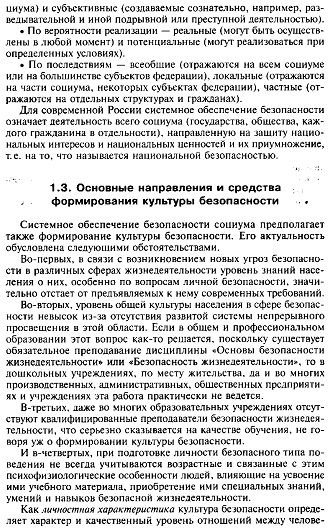 циума) и субъективные (создаваемые сознательно, например, раз-
ведывательной и иной подрывной или преступной деятельностью).
• По вероятности реализации — реальные (могут быть осуществ-
лены в любой момент) и потенциальные (могут реализоваться при
определенных условиях).
• По последствиям — всеобщие (отражаются на всем социуме
или на большинстве субъектов федерации), локальные (отражаются
на части социума, некоторых субъектах федерации), частные (от-
ражаются на отдельных структурах и гражданах).
Для современной России системное обеспечение безопасности
означает деятельность всего социума (государства, общества, каж-
дого гражданина в отдельности), направленную на защиту нацио-
нальных интересов и национальных ценностей и их приумножение,
т.е. на то, что называется национальной безопасностью.
1.3. Основные направления и средства
формирования культуры безопасности
Системное обеспечение безопасности социума предполагает
также формирование культуры безопасности. Его актуальность
обусловлена следующими обстоятельствами.
Во-первых, в связи с возникновением новых угроз безопасно-
сти в различных сферах жизнедеятельности уровень знаний насе-
ления о них, особенно по вопросам личной безопасности, значи-
тельно отстает от предъявляемых к нему современных требований.
Во-вторых, уровень общей культуры населения в сфере безопас-
ности невысок из-за отсутствия развитой системы непрерывного
просвещения в этой области. Если в общем и профессиональном
образовании этот вопрос как-то решается, поскольку существует
обязательное преподавание дисциплины «Основы безопасности
жизнедеятельности» или «Безопасность жизнедеятельности», то в
дошкольных учреждениях, по месту жительства, да и во многих
производственных, административных, общественных предприяти-
ях и учреждениях эта работа практически не ведется.
В-третьих, даже во многих образовательных учреждениях отсут-
ствуют квалифицированные преподаватели безопасности жизнедея-
тельности, что серьезно сказывается на качестве обучения, не го-
воря уж о формировании культуры безопасности.
И в-четвертых, при подготовке личности безопасного типа по-
ведения не всегда учитываются возрастные и связанные с этим
психофизиологические особенности людей, влияющие на усвоение
ими учебного материала, приобретение ими специальных знаний,
умений и навыков безопасной жизнедеятельности.
Как личностная характеристика культура безопасности опреде-
ляет характер и качественный уровень отношений между челове-